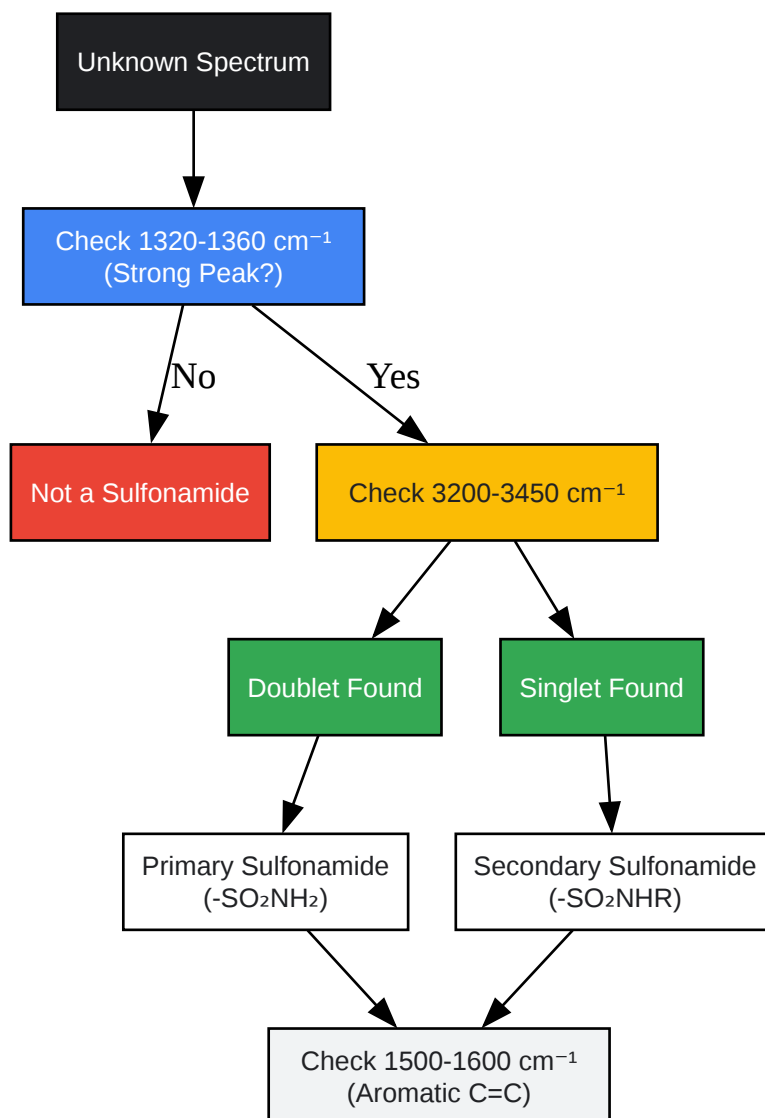 Unknown Spectrum
Check 1320-1360 cm⁻¹
(Strong Peak?)
No
Yes
Not a Sulfonamide
Check 3200-3450 cm⁻¹
Doublet Found
Singlet Found
Primary Sulfonamide
(-SO₂NH₂)
Secondary Sulfonamide
(-SO₂NHR)
Check 1500-1600 cm⁻¹
(Aromatic C=C)